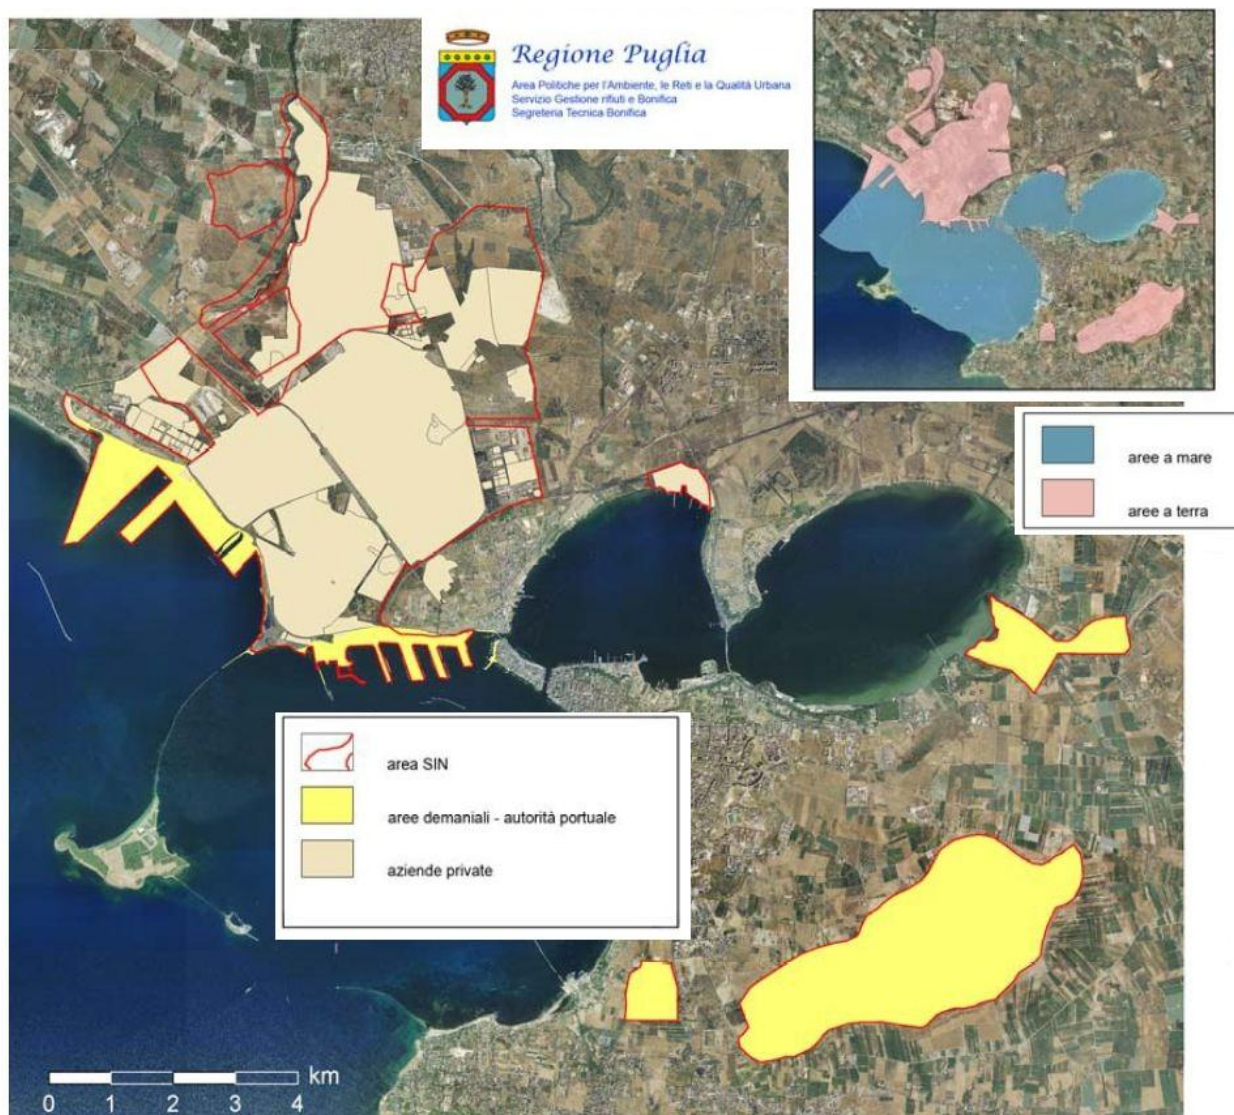 Regione Puglia
Area Politiche per l'Ambiente, le Reti e la Qualità Urbana
Servizio Gestione rifiuti e Bonifica
Segreteria Tecnica Bonifica
aree a mare
aree a terra
area SIN
aree demaniali - autorità portuale
aziende private
km
0 1 2 3 4